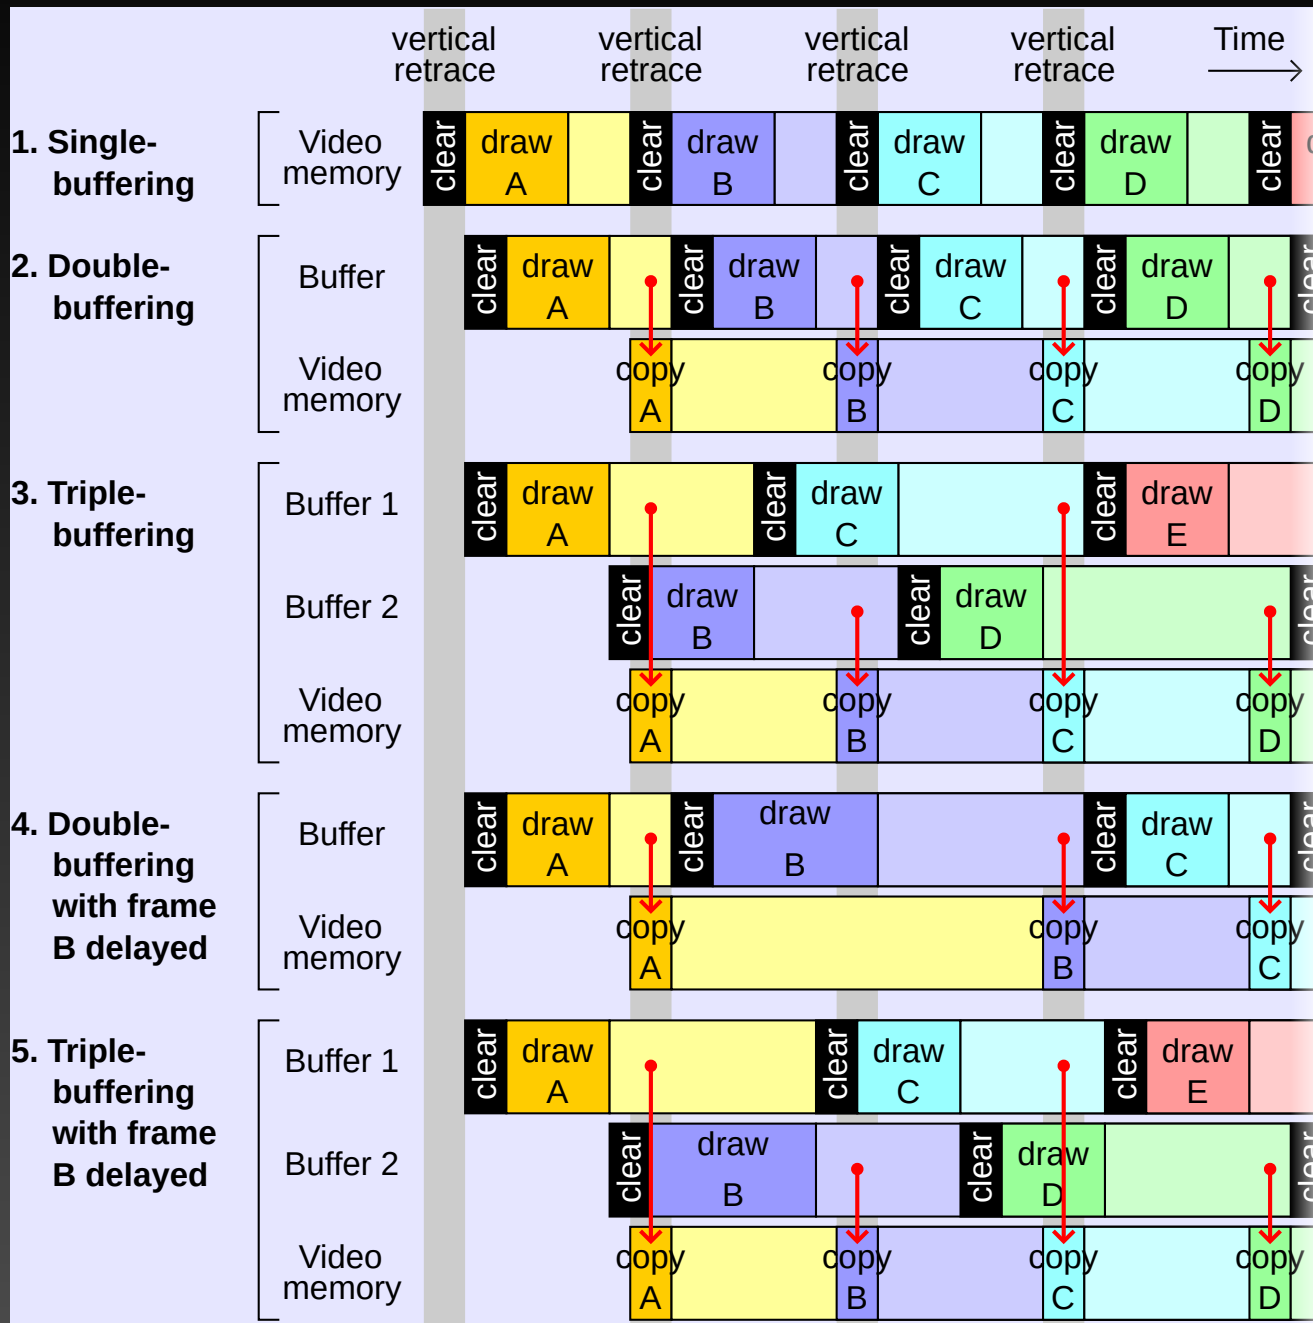 vertical retrace vertical retrace vertical retrace vertical retrace Time
1. Single-buffering
Video memory
clear draw A clear draw B clear draw C clear draw D clear
2. Double-buffering
Buffer
clear draw A clear draw B clear draw C clear draw D clear
Video memory
copy A copy B copy C copy D
3. Triple-buffering
Buffer 1
clear draw A clear draw C clear draw E
Buffer 2
clear draw B clear draw D clear
Video memory
copy A copy B copy C copy D
4. Double-buffering with frame B delayed
Buffer
clear draw A clear draw B clear draw C clear
Video memory
copy A copy B copy C
5. Triple-buffering with frame B delayed
Buffer 1
clear draw A clear draw C clear draw E
Buffer 2
clear draw B clear draw D clear
Video memory
copy A copy B copy C copy D